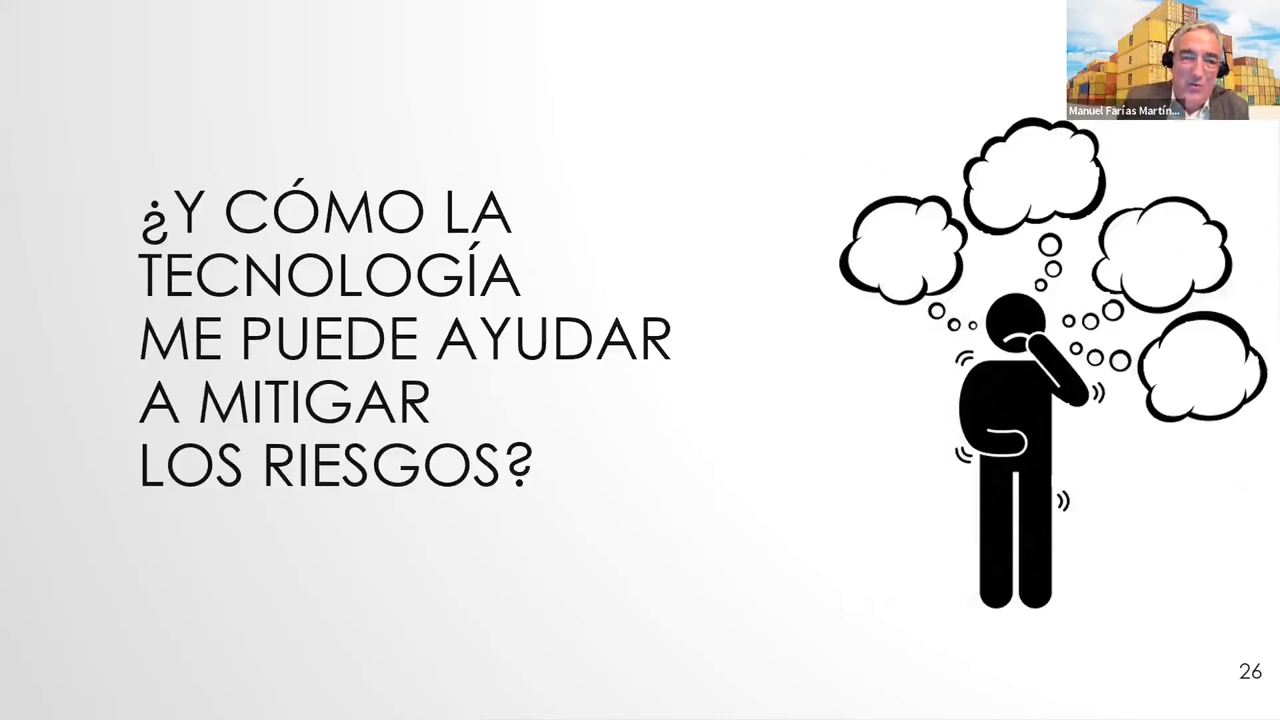 Manuel Farías Martín...
¿Y CÓMO LA
TECNOLOGÍA
ME PUEDE AYUDAR
A MITIGAR
LOS RIESGOS?
26